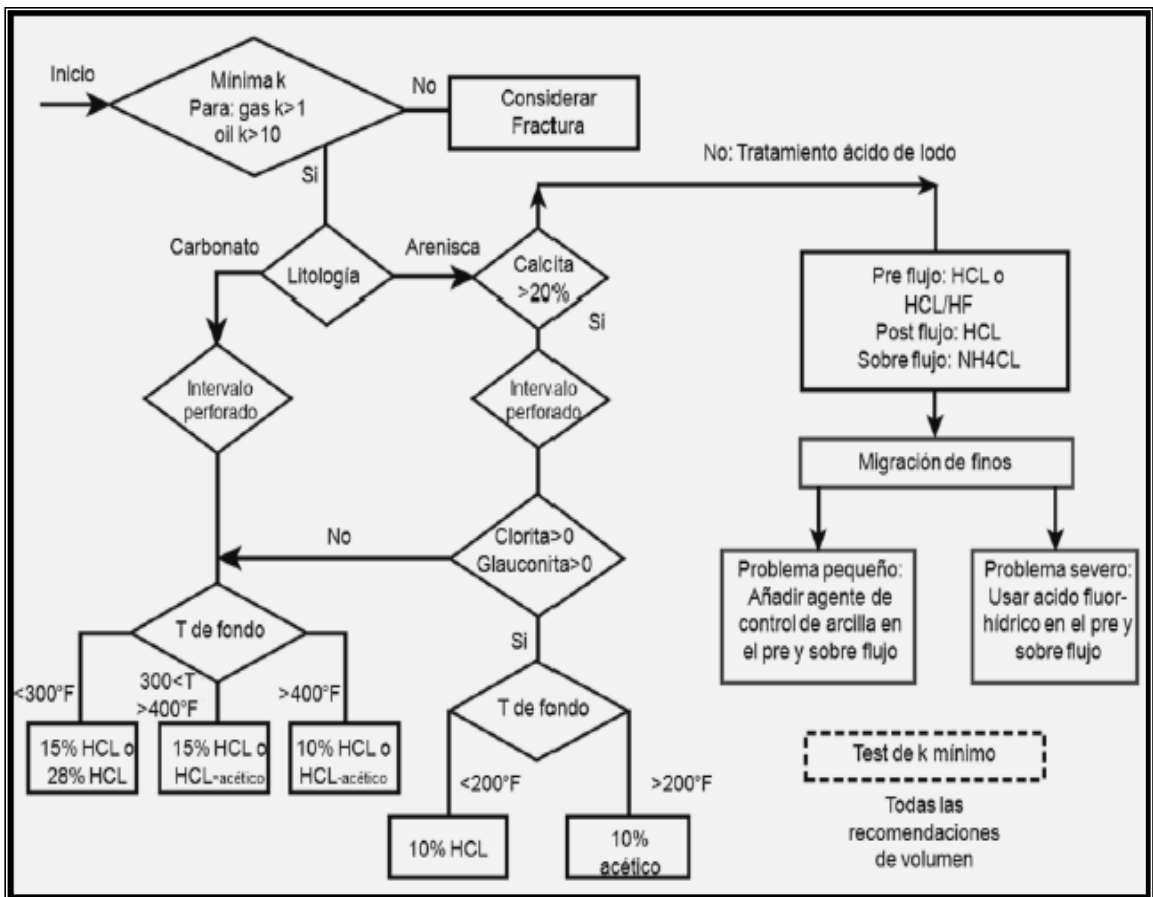 Inicio
Mínima k
Para: gas k>1
oil k>10
No
Considerar
Fractura
Si
No: Tratamiento ácido de lodo
Carbonato
Litología
Arenisca
Calcita
>20%
Si
Pre flujo: HCL o
HCL/HF
Post flujo: HCL
Sobre flujo: NH4CL
Intervalo
perforado
Intervalo
perforado
Migración de finos
No
Clorita>0
Glauconita>0
Problema pequeño:
Añadir agente de
control de arcilla en
el pre y sobre flujo
Problema severo:
Usar acido fluor-
hídrico en el pre y
sobre flujo
T de fondo
Si
<300°F
300<T
>400°F
>400°F
T de fondo
15% HCL o
28% HCL
15% HCL o
HCL-acético
10% HCL o
HCL-acético
<200°F
>200°F
10% HCL
10%
acético
Test de k mínimo
Todas las
recomendaciones
de volumen